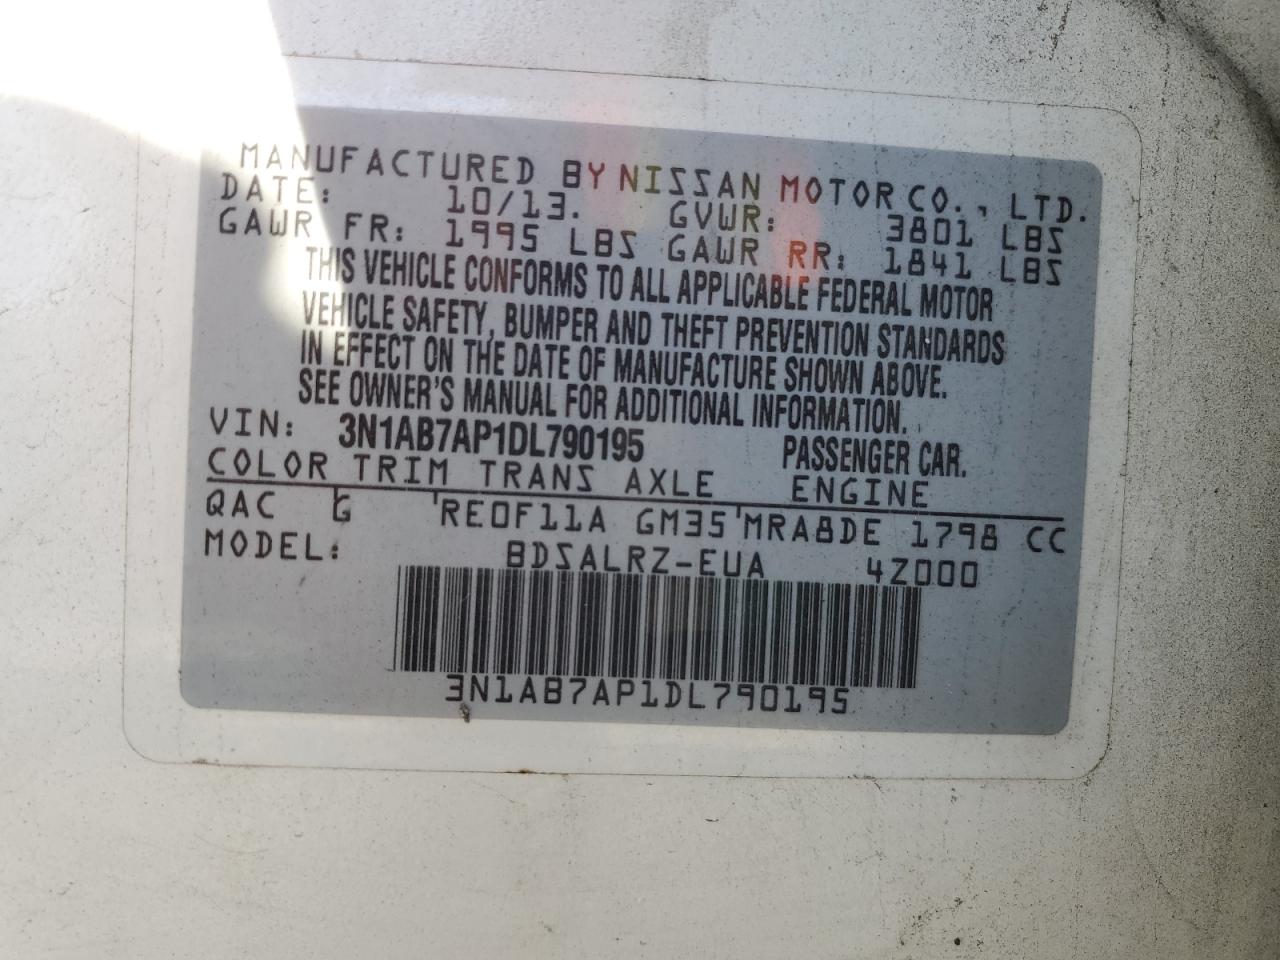 MANUFACTURED BY NISSAN MOTOR CO., LTD.
DATE: 10/13. GVWR: 3801 LBS
GAWR FR: 1995 LBS GAWR RR: 1841 LBS
THIS VEHICLE CONFORMS TO ALL APPLICABLE FEDERAL MOTOR
VEHICLE SAFETY, BUMPER AND THEFT PREVENTION STANDARDS
IN EFFECT ON THE DATE OF MANUFACTURE SHOWN ABOVE.
SEE OWNER'S MANUAL FOR ADDITIONAL INFORMATION.
VIN: 3N1AB7AP1DL790195 PASSENGER CAR.
COLOR TRIM TRANS AXLE ENGINE
QAC G RE0F11A GM35 MRA8DE 1798 CC
MODEL: BDSALRZ-EUA 4Z000
3N1AB7AP1DL790195